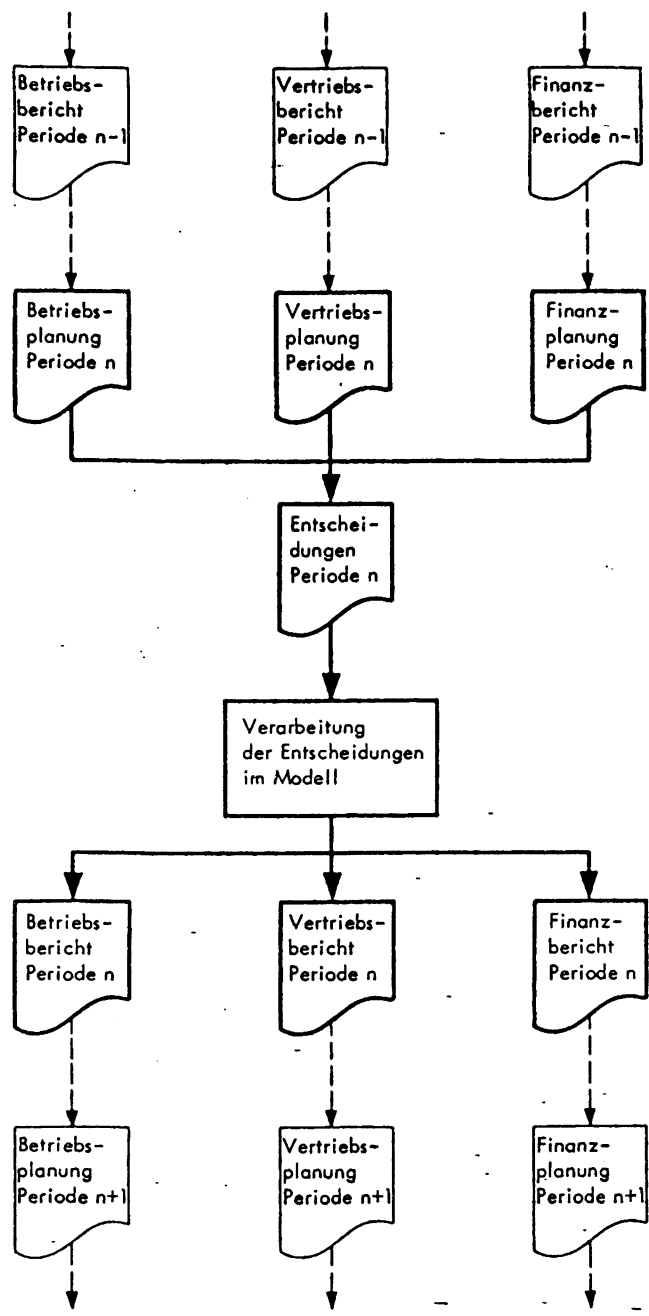 Betriebs-
bericht
Periode n-1
Vertriebs-
bericht
Periode n-1
Finanz-
bericht
Periode n-1
Betriebs-
planung
Periode n
Vertriebs-
planung
Periode n
Finanz-
planung
Periode n
Entschei-
dungen
Periode n
Verarbeitung
der Entscheidungen
im Modell
Betriebs-
bericht
Periode n
Vertriebs-
bericht
Periode n
Finanz-
bericht
Periode n
Betriebs-
planung
Periode n+1
Vertriebs-
planung
Periode n+1
Finanz-
planung
Periode n+1